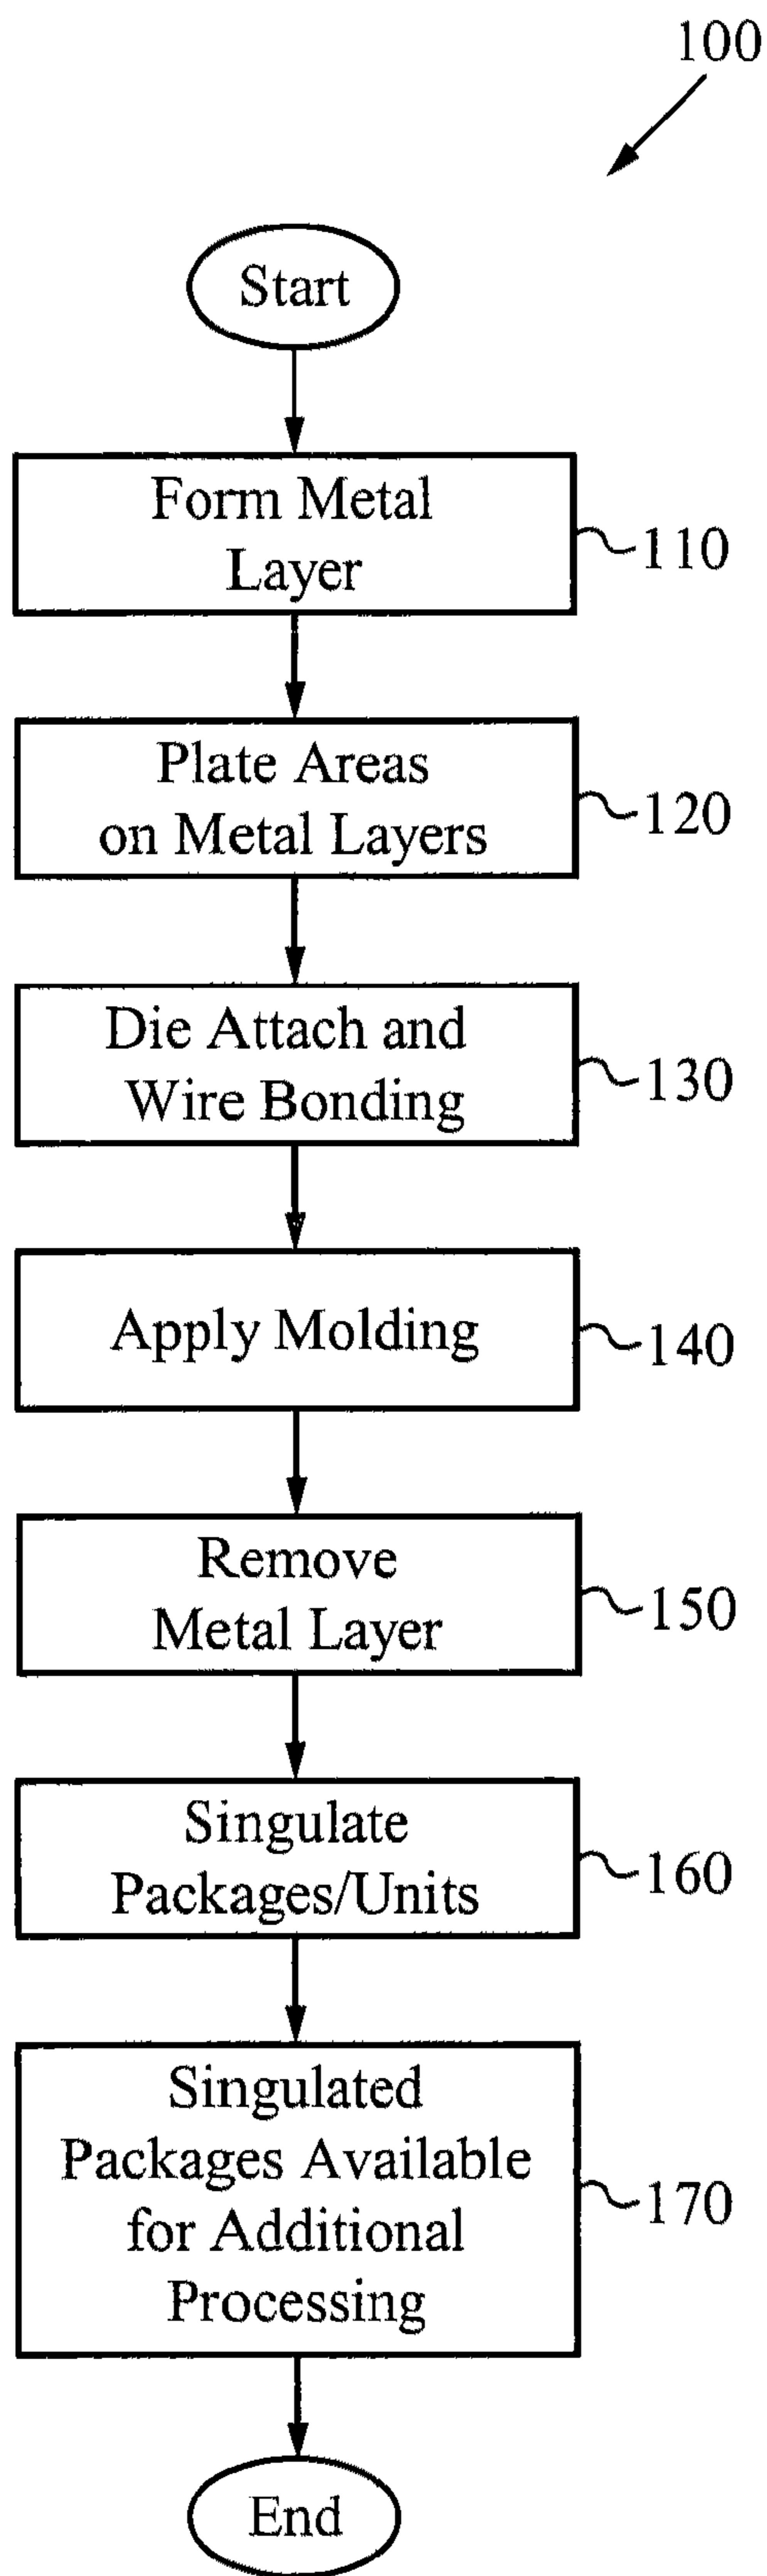 100
Start
Form Metal
Layer
110
Plate Areas
on Metal Layers
120
Die Attach and
Wire Bonding
130
Apply Molding
140
Remove
Metal Layer
150
Singulate
Packages/Units
160
Singulated
Packages Available
for Additional
Processing
170
End